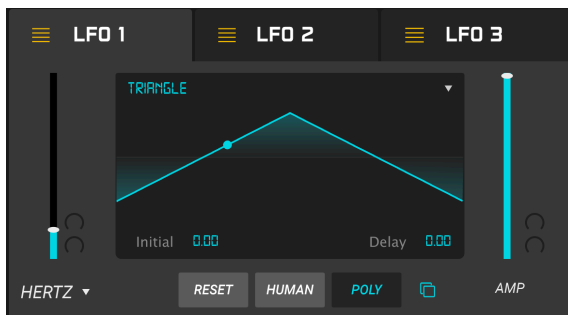 LFO 1 LFO 2 LFO 3
TRIANGLE
Initial 0.00 Delay 0.00
HERTZ RESET HUMAN POLY AMP